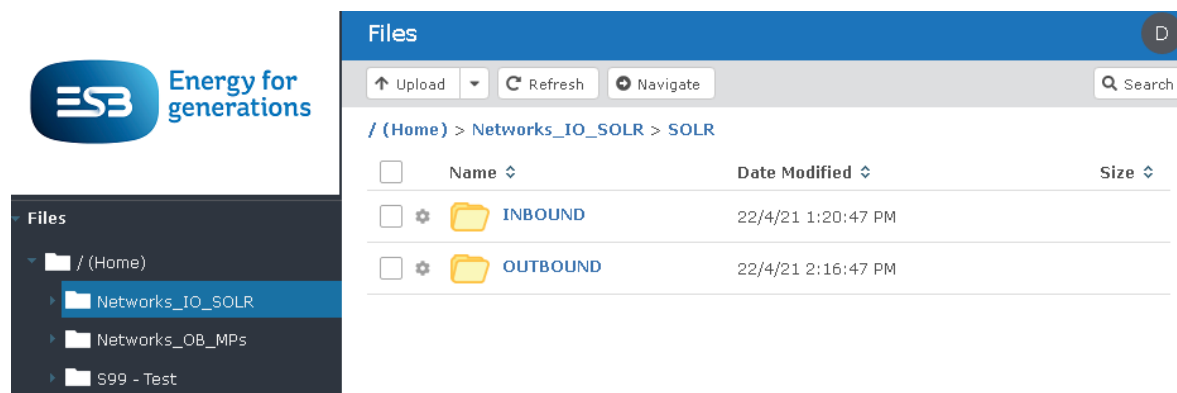 ESB
Energy for
generations
Files
/ (Home)
Networks_IO_SOLR
Networks_OB_MPs
S99 - Test
Files
D
Upload Refresh Navigate Search
/ (Home) > Networks_IO_SOLR > SOLR
Name Date Modified Size
INBOUND 22/4/21 1:20:47 PM
OUTBOUND 22/4/21 2:16:47 PM